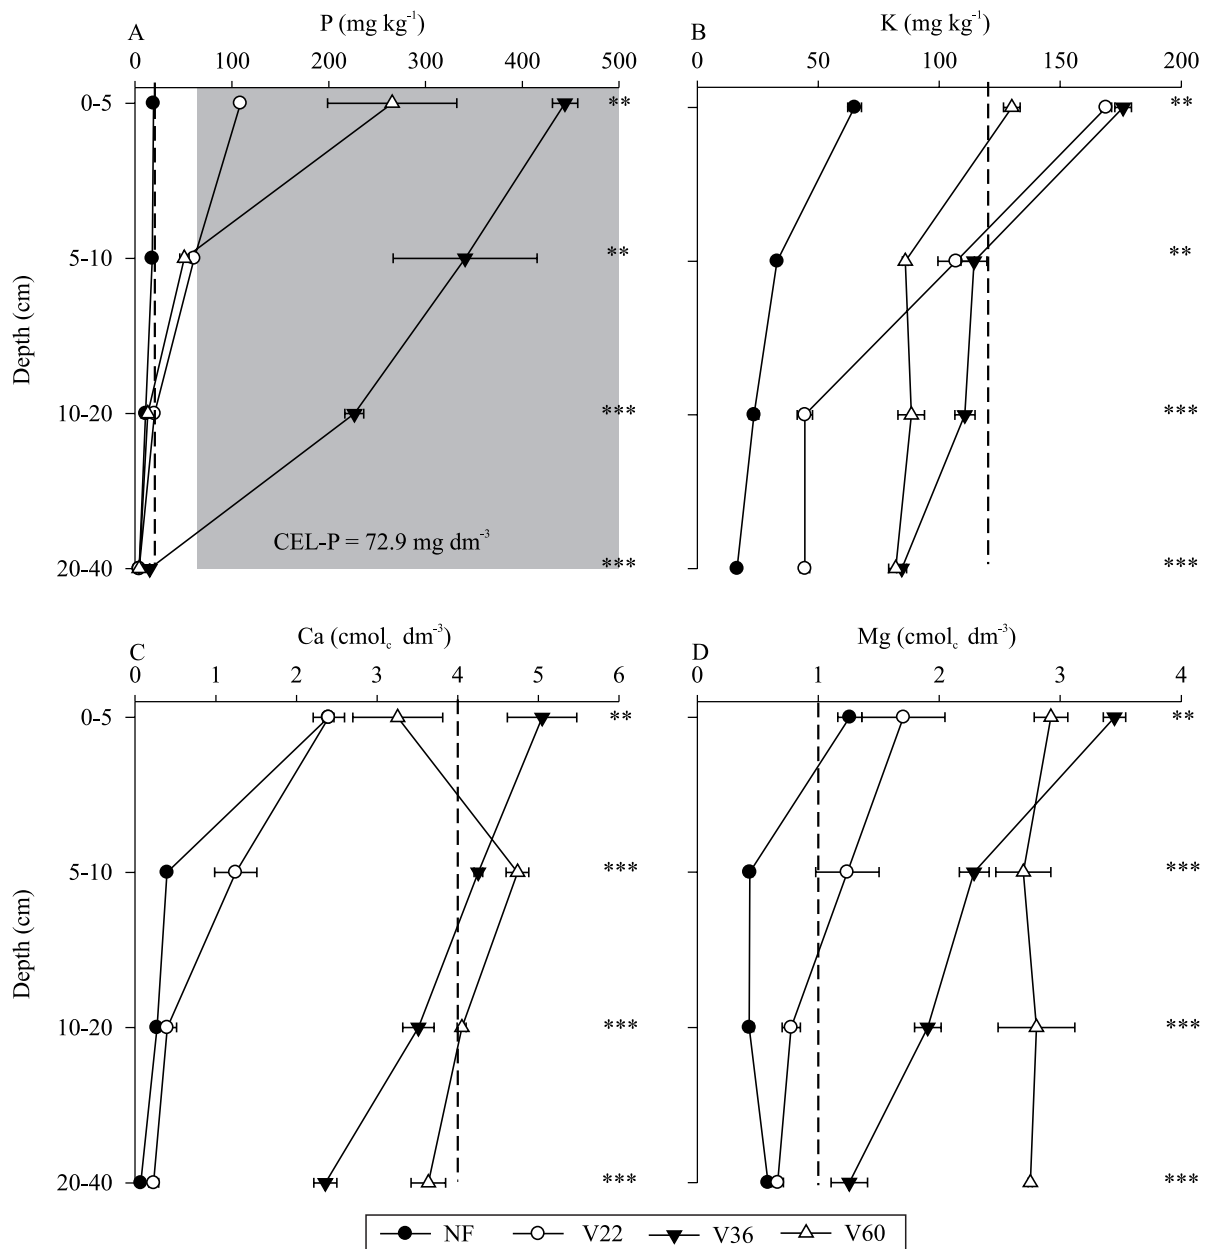 A
P (mg kg⁻¹)
0 100 200 300 400 500
0-5
5-10
10-20
20-40
Depth (cm)
**
**
***
***
CEL-P = 72.9 mg dm⁻³
B
K (mg kg⁻¹)
0 50 100 150 200
**
**
***
***
C
Ca (cmol꜀ dm⁻³)
0 1 2 3 4 5 6
0-5
5-10
10-20
20-40
Depth (cm)
**
***
***
***
D
Mg (cmol꜀ dm⁻³)
0 1 2 3 4
**
***
***
***
NF V22 V36 V60